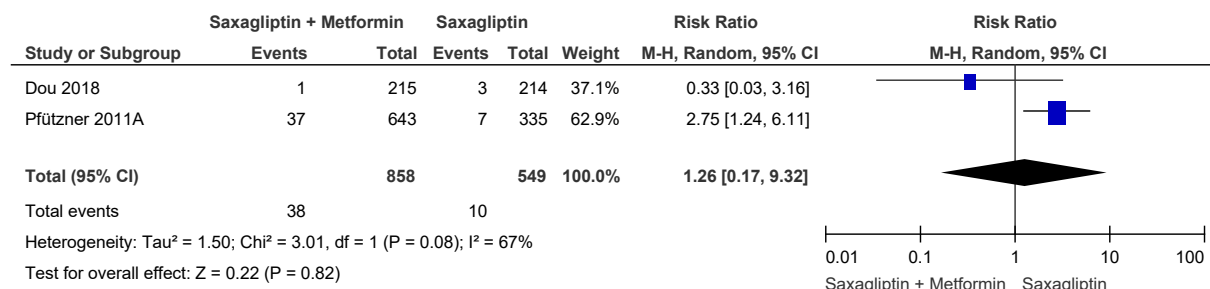 Saxagliptin + Metformin Saxagliptin Risk Ratio Risk Ratio
Study or Subgroup Events Total Events Total Weight M-H, Random, 95% CI M-H, Random, 95% CI
Dou 2018 1 215 3 214 37.1% 0.33 [0.03, 3.16]
Pfützner 2011A 37 643 7 335 62.9% 2.75 [1.24, 6.11]
Total (95% CI) 858 549 100.0% 1.26 [0.17, 9.32]
Total events 38 10
Heterogeneity: Tau² = 1.50; Chi² = 3.01, df = 1 (P = 0.08); I² = 67%
Test for overall effect: Z = 0.22 (P = 0.82)
0.01 0.1 1 10 100
Saxagliptin + Metformin Saxagliptin